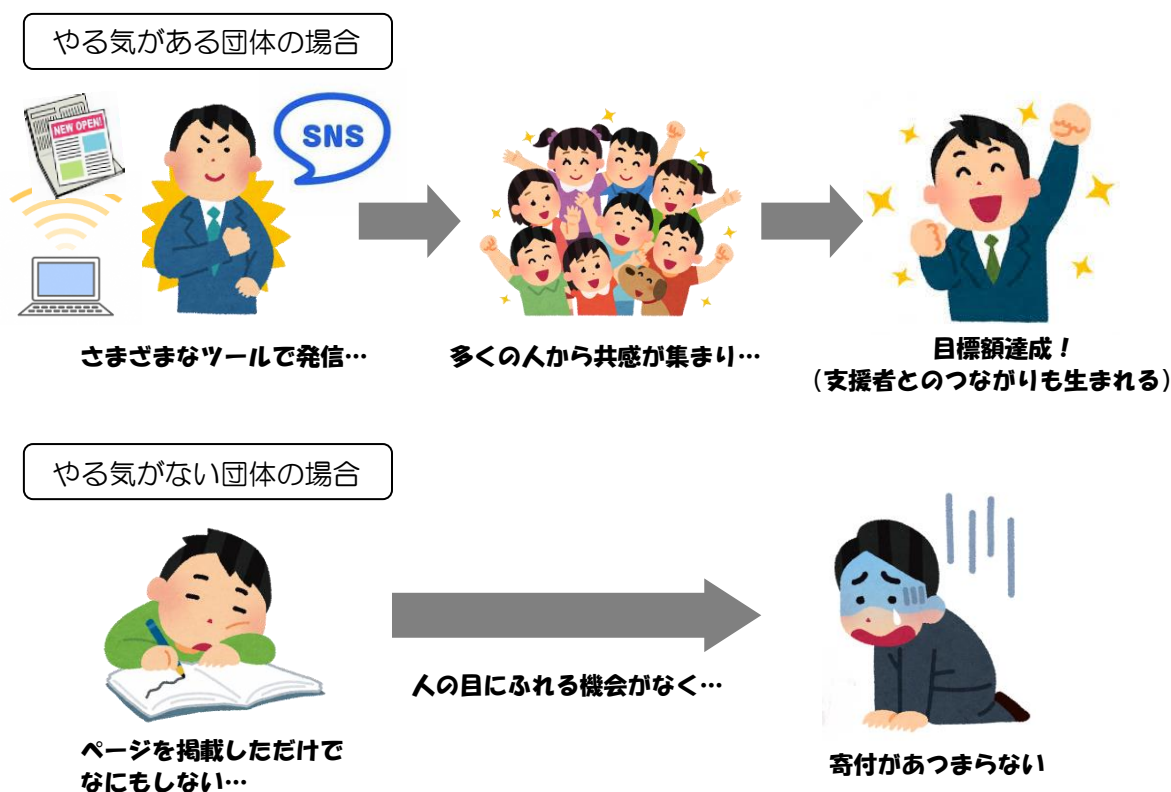 やる気がある団体の場合
NEW OPEN!
SNS
さまざまなツールで発信…
多くの人から共感が集まり…
目標額達成！
（支援者とのつながりも生まれる）
やる気がない団体の場合
人の目にふれる機会がなく…
ページを掲載しただけで
なにもしない…
寄付があつまらない